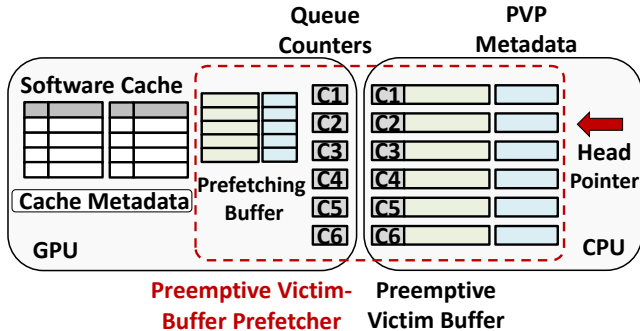 Queue
Counters
PVP
Metadata
Software Cache
Cache Metadata
GPU
Prefetching
Buffer
C1
C2
C3
C4
C5
C6
C1
C2
C3
C4
C5
C6
Head
Pointer
CPU
Preemptive Victim-
Buffer Prefetcher
Preemptive
Victim Buffer